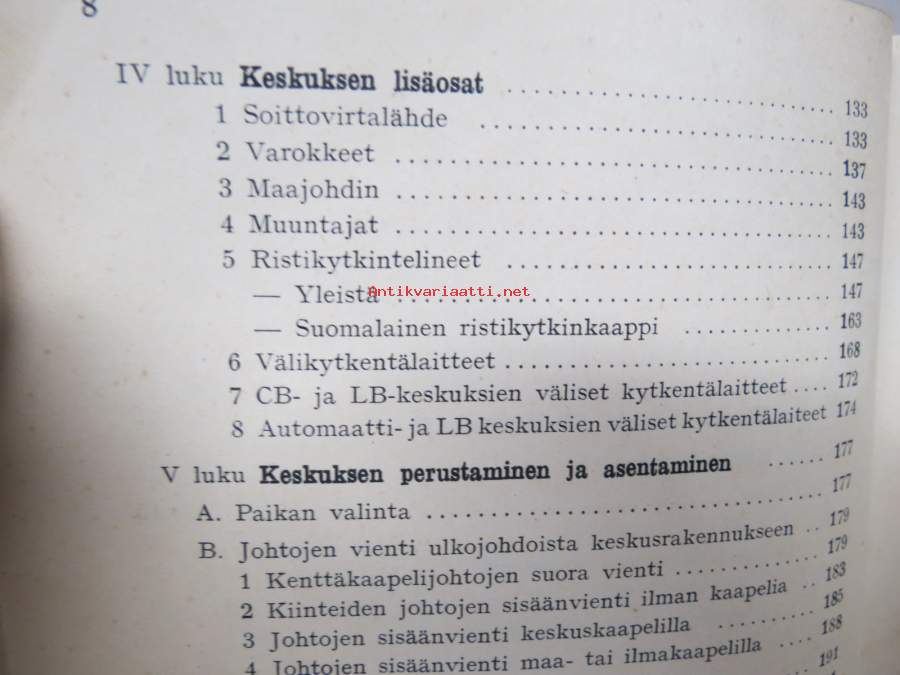 8
IV luku Keskuksen lisäosat .......... 133
1 Soittovirtalähde .......... 133
2 Varokkeet .......... 137
3 Maajohdin .......... 143
4 Muuntajat .......... 143
5 Ristikytkintelineet .......... 147
— Yleistä .......... 147
Antikvariaatti.net
— Suomalainen ristikytkinkaappi .......... 163
6 Välikytkentälaitteet .......... 168
7 CB- ja LB-keskuksien väliset kytkentälaitteet .... 172
8 Automaatti- ja LB keskuksien väliset kytkentälaiteet 174
V luku Keskuksen perustaminen ja asentaminen ...... 177
A. Paikan valinta .......... 177
B. Johtojen vienti ulkojohdoista keskusrakennukseen .. 179
1 Kenttäkaapelijohtojen suora vienti .......... 179
2 Kiinteiden johtojen sisäänvienti ilman kaapelia .. 183
3 Johtojen sisäänvienti keskuskaapelilla .......... 185
4 Johtojen sisäänvienti maa- tai ilmakaapelilla .... 188
191